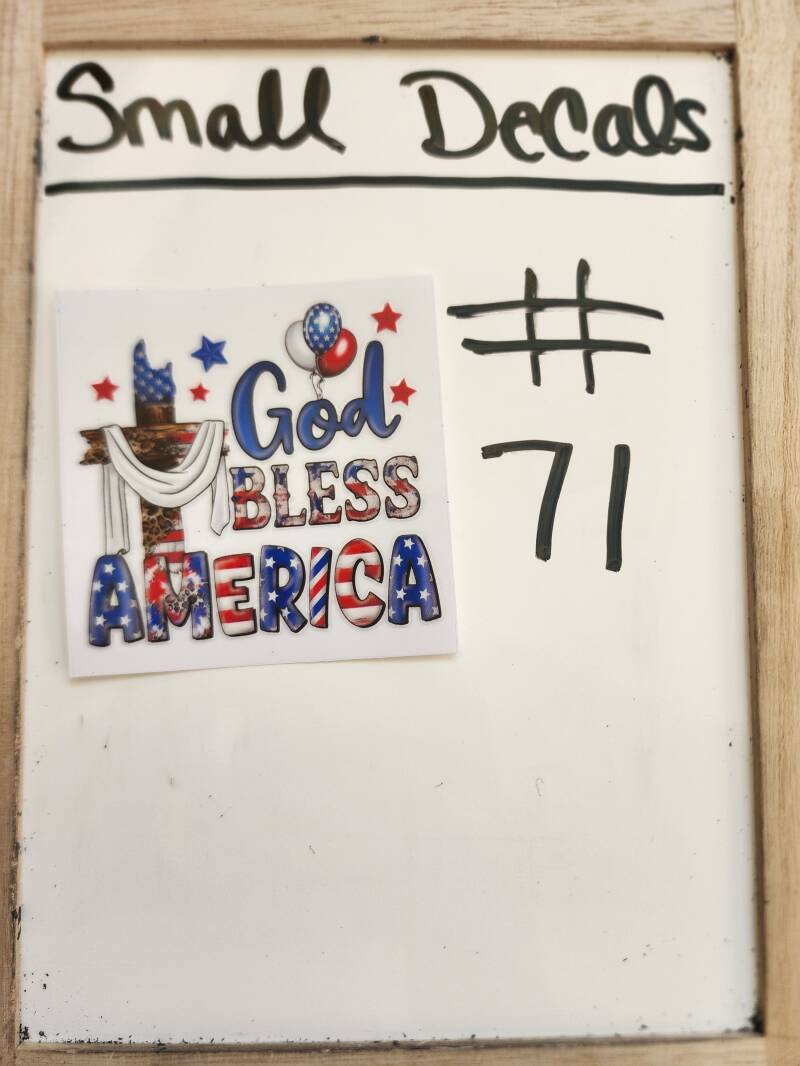 Small Decals
#
71
God
BLESS
AMERICA